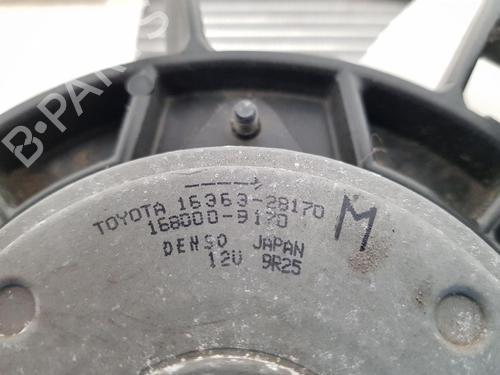 B-PARTS
TOYOTA 16363-28170
168000-9170
M
DENSO JAPAN
12V 9R25